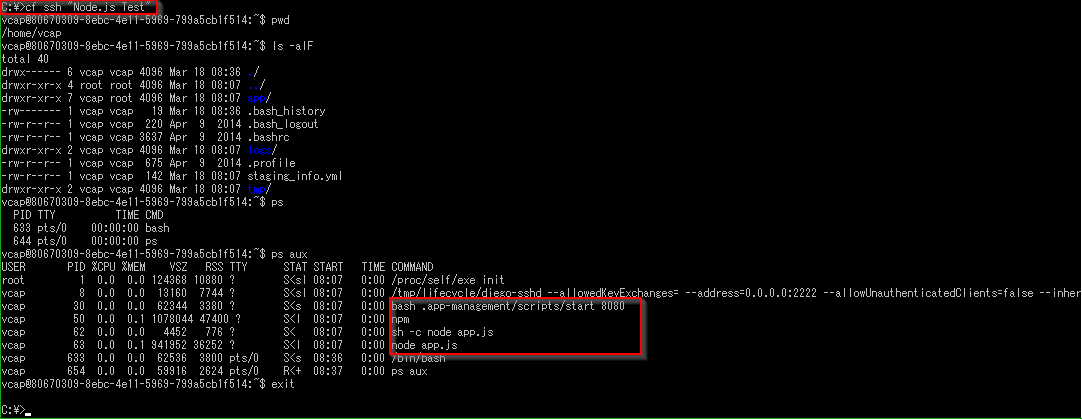 C:¥>cf ssh "Node.js Test"
vcap@80670309-8ebc-4e11-5969-799a5cb1f514:~$ pwd
/home/vcap
vcap@80670309-8ebc-4e11-5969-799a5cb1f514:~$ ls -alF
total 40
drwx------ 6 vcap vcap 4096 Mar 18 08:36 ./
drwxr-xr-x 4 root root 4096 Mar 18 08:07 ../
drwxr-xr-x 7 vcap root 4096 Mar 18 08:07 app/
-rw------- 1 vcap vcap   19 Mar 18 08:36 .bash_history
-rw-r--r-- 1 vcap vcap  220 Apr  9  2014 .bash_logout
-rw-r--r-- 1 vcap vcap 3637 Apr  9  2014 .bashrc
drwxr-xr-x 2 vcap vcap 4096 Mar 18 08:07 logs/
-rw-r--r-- 1 vcap vcap  675 Apr  9  2014 .profile
-rw-r--r-- 1 vcap vcap  142 Mar 18 08:07 staging_info.yml
drwxr-xr-x 2 vcap vcap 4096 Mar 18 08:07 tmp/
vcap@80670309-8ebc-4e11-5969-799a5cb1f514:~$ ps
  PID TTY          TIME CMD
  633 pts/0    00:00:00 bash
  644 pts/0    00:00:00 ps
vcap@80670309-8ebc-4e11-5969-799a5cb1f514:~$ ps aux
USER       PID %CPU %MEM    VSZ   RSS TTY      STAT START   TIME COMMAND
root         1  0.0  0.0 124368 10880 ?        S<sl 08:07   0:00 /proc/self/exe init
vcap         8  0.0  0.0  13160  7744 ?        S<sl 08:07   0:00 /tmp/lifecycle/diego-sshd --allowedKeyExchanges= --address=0.0.0.0:2222 --allowUnauthenticatedClients=false --inher
vcap        30  0.0  0.0  62344  3380 ?        S<s  08:07   0:00 bash .app-management/scripts/start 8080
vcap        50  0.0  0.1 1078044 47400 ?       S<l  08:07   0:00 npm
vcap        62  0.0  0.0   4452   776 ?        S<   08:07   0:00 sh -c node app.js
vcap        63  0.0  0.1 941952 36252 ?        S<l  08:07   0:00 node app.js
vcap       633  0.0  0.0  62536  3800 pts/0    S<s  08:36   0:00 /bin/bash
vcap       654  0.0  0.0  59916  2624 pts/0    R<+  08:37   0:00 ps aux
vcap@80670309-8ebc-4e11-5969-799a5cb1f514:~$ exit
C:¥>